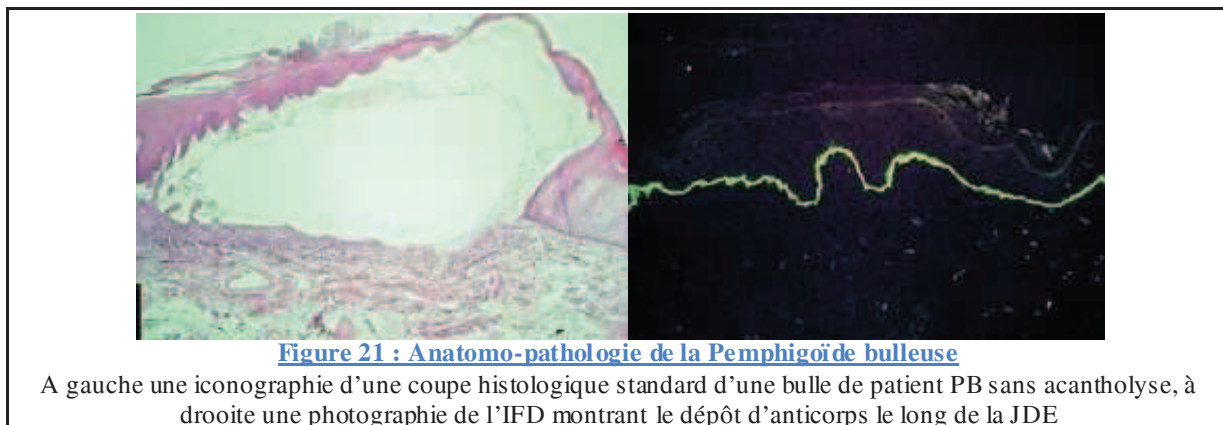 Figure 21 : Anatomo-pathologie de la Pemphigoïde bulleuse
A gauche une iconographie d’une coupe histologique standard d’une bulle de patient PB sans acantholyse, à
drooite une photographie de l’IFD montrant le dépôt d’anticorps le long de la JDE